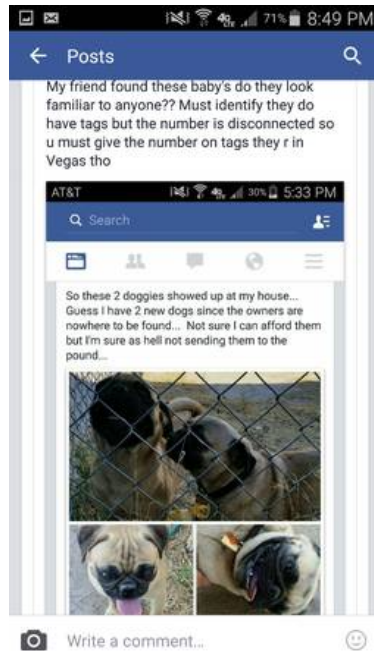 71% 8:49 PM
Posts
My friend found these baby's do they look
familiar to anyone?? Must identify they do
have tags but the number is disconnected so
u must give the number on tags they r in
Vegas tho
AT&T 30% 5:33 PM
Search
So these 2 doggies showed up at my house...
Guess I have 2 new dogs since the owners are
nowhere to be found... Not sure I can afford them
but I'm sure as hell not sending them to the
pound...
Write a comment...